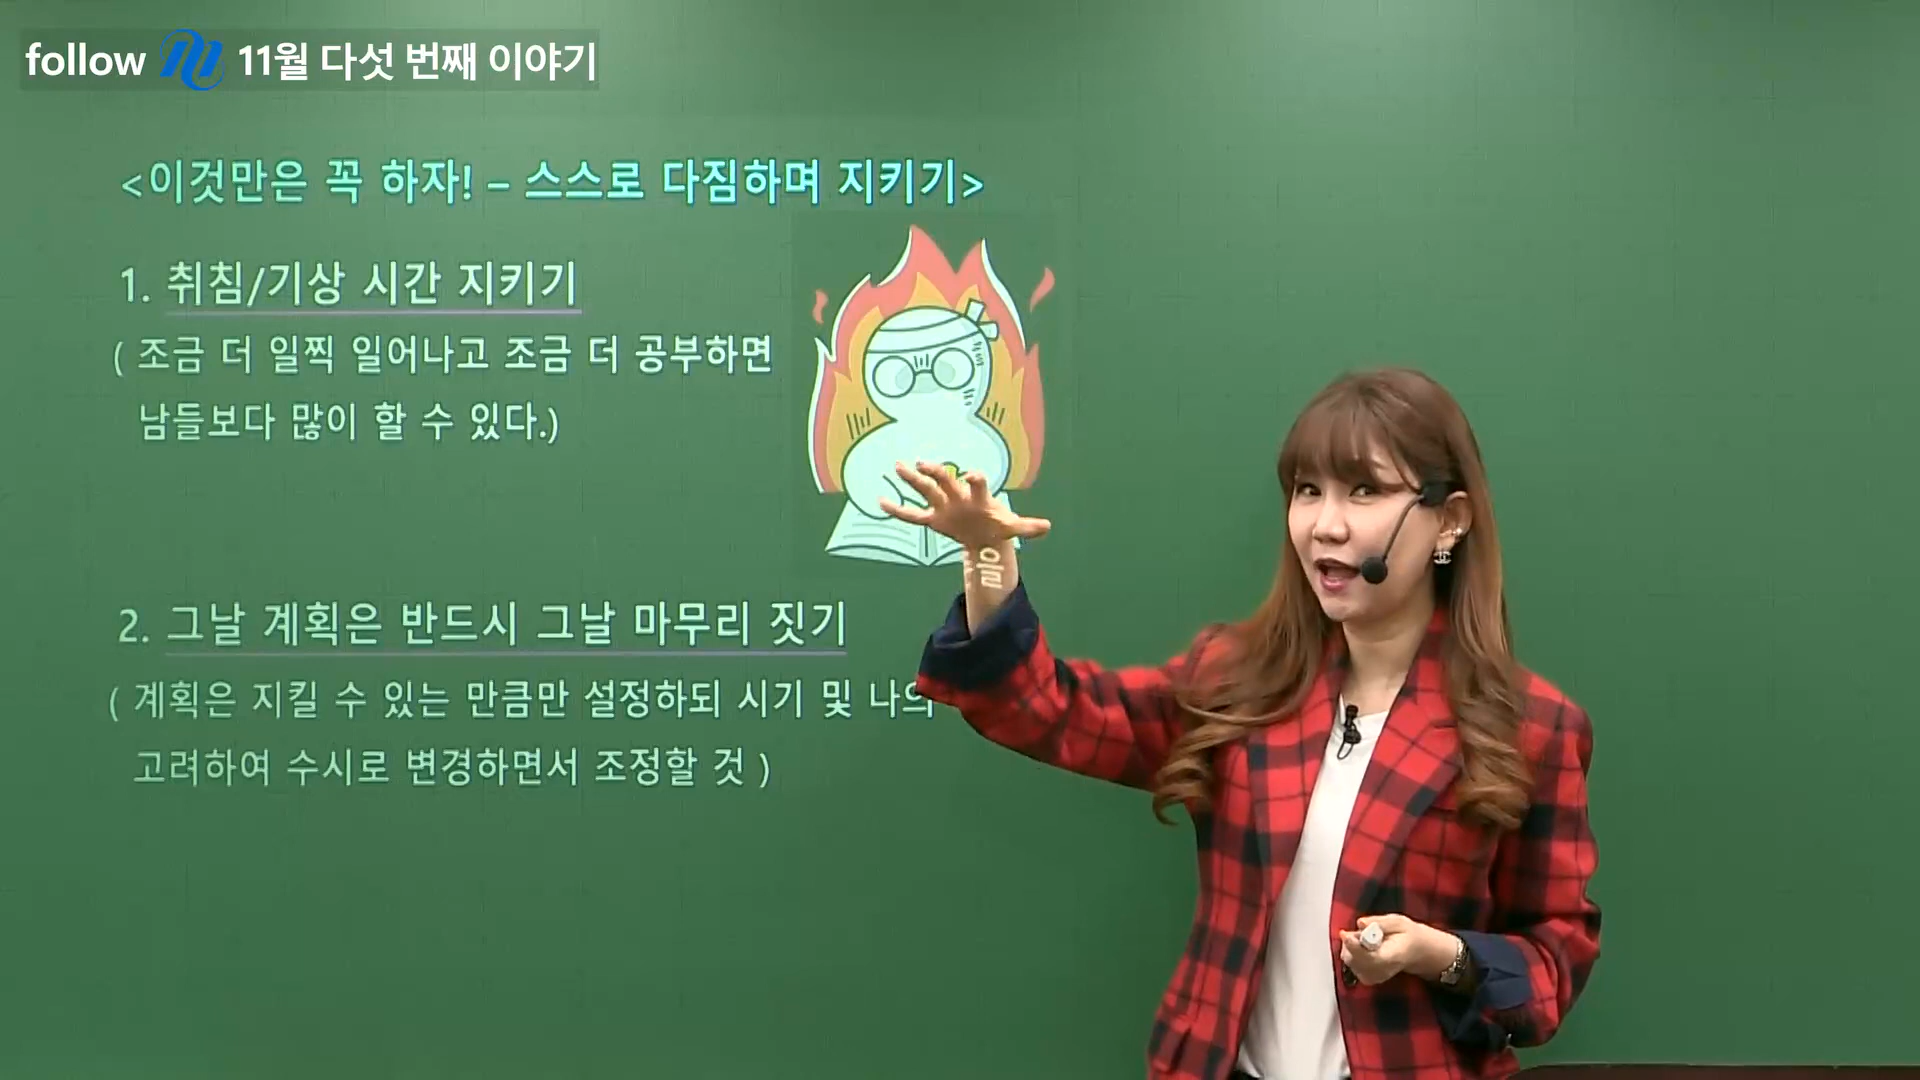 follow 11월 다섯 번째 이야기
<이것만은 꼭 하자! – 스스로 다짐하며 지키기>
1. 취침/기상 시간 지키기
( 조금 더 일찍 일어나고 조금 더 공부하면
남들보다 많이 할 수 있다.)
2. 그날 계획은 반드시 그날 마무리 짓기
( 계획은 지킬 수 있는 만큼만 설정하되 시기 및 나의 을
고려하여 수시로 변경하면서 조정할 것 )